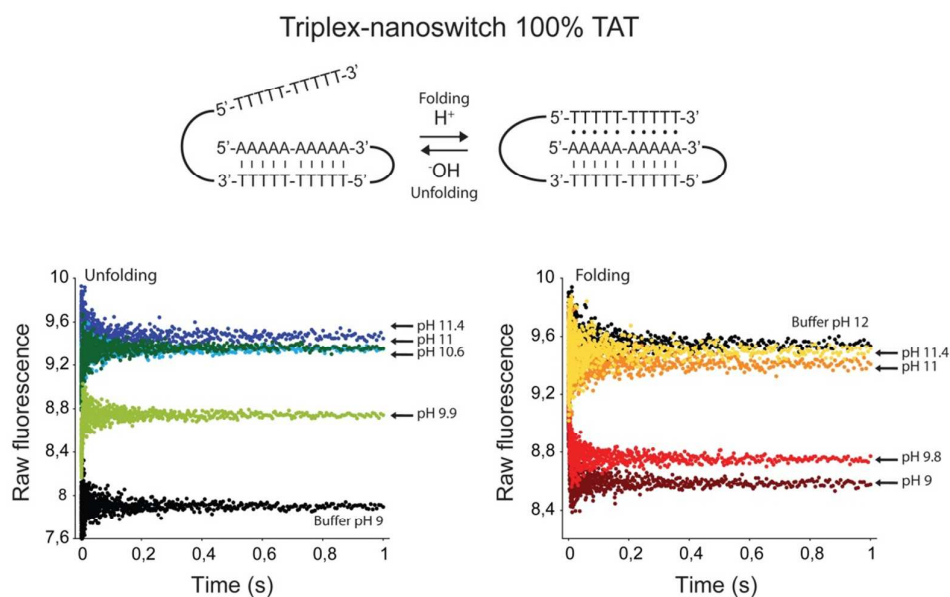 Triplex-nanoswitch 100% TAT
5'-TTTTT-TTTTT-3'
5'-AAAAA-AAAAA-3'
3'-TTTTT-TTTTT-5'
Folding
H⁺
⁻OH
Unfolding
5'-TTTTT-TTTTT-3'
5'-AAAAA-AAAAA-3'
3'-TTTTT-TTTTT-5'
Unfolding
Raw fluorescence
10
9,6
9,2
8,8
8,4
8
7,6
pH 11.4
pH 11
pH 10.6
pH 9.9
Buffer pH 9
0
0,2
0,4
0,6
0,8
1
Time (s)
Folding
Raw fluorescence
10
9,6
9,2
8,8
8,4
Buffer pH 12
pH 11.4
pH 11
pH 9.8
pH 9
0
0,2
0,4
0,6
0,8
1
Time (s)